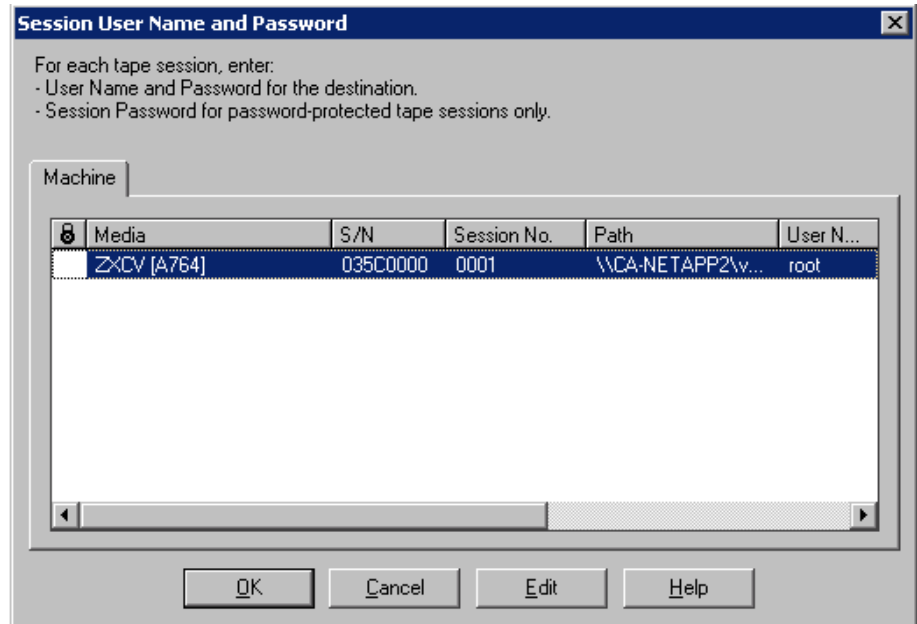 Session User Name and Password
For each tape session, enter:
- User Name and Password for the destination.
- Session Password for password-protected tape sessions only.
Machine
Media S/N Session No. Path User N...
ZXCV [A764] 035C0000 0001 \\CA-NETAPP2\v... root
OK Cancel Edit Help